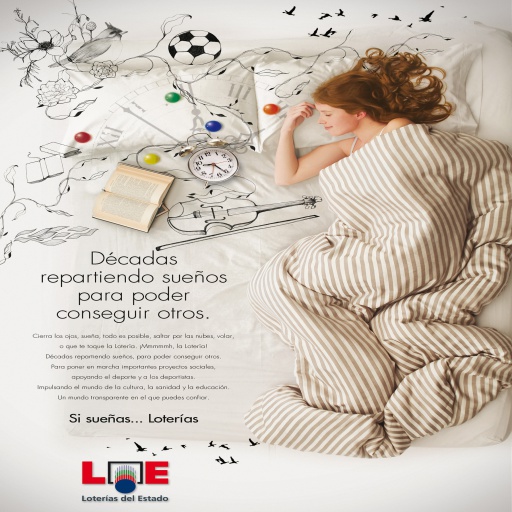 Décadas
repartiendo sueños
para poder
conseguir otros.
Cierra los ojos, sueña, todo es posible, saltar por las nubes, volar,
o que te toque la Lotería. ¡Mmmmmh, la Lotería!
Décadas repartiendo sueños, para poder conseguir otros.
Para poner en marcha importantes proyectos sociales,
apoyando el deporte y a los deportistas.
Impulsando el mundo de la cultura, la sanidad y la educación.
Un mundo transparente en el que puedes confiar.
Si sueñas... Loterías
LAE
Loterías del Estado